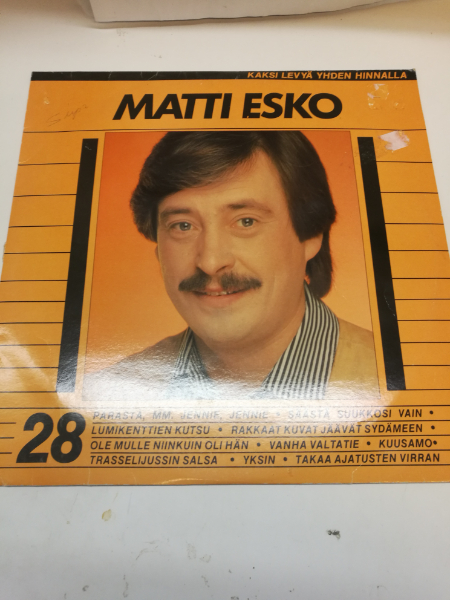 KAKSI LEVYÄ YHDEN HINNALLA
MATTI ESKO
28
PARASTA, MM. JENNIE, JENNIE • SÄÄSTÄ SUUKKOSI VAIN •
LUMIKENTTIEN KUTSU • RAKKAAT KUVAT JÄÄVÄT SYDÄMEEN •
OLE MULLE NIINKUIN OLI HÄN • VANHA VALTATIE • KUUSAMO •
TRASSELIJUSSIN SALSA • YKSIN • TAKAA AJATUSTEN VIRRAN